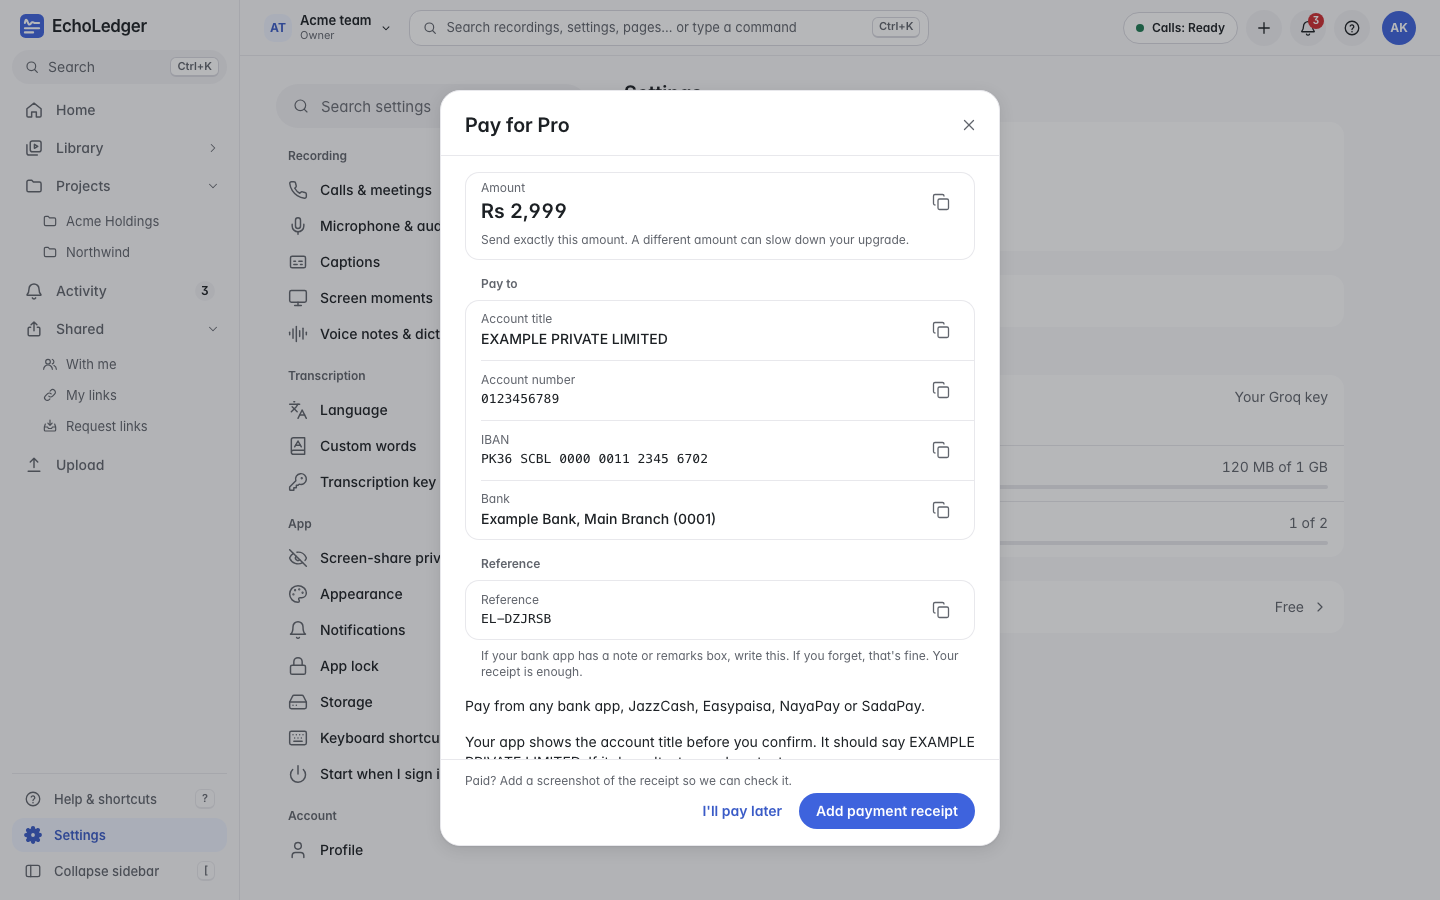 EchoLedger
Search
Ctrl+K
Home
Library
Projects
Acme Holdings
Northwind
Activity
3
Shared
With me
My links
Request links
Upload
Help & shortcuts
?
Settings
Collapse sidebar
[
AT
Acme team
Owner
Search recordings, settings, pages... or type a command
Ctrl+K
Calls: Ready
3
AK
Search settings
Recording
Calls & meetings
Microphone & aud
Captions
Screen moments
Voice notes & dict
Transcription
Language
Custom words
Transcription key
App
Screen-share priv
Appearance
Notifications
App lock
Storage
Keyboard shortcu
Start when I sign i
Account
Profile
Settings
Your Groq key
120 MB of 1 GB
1 of 2
Free
Pay for Pro
Amount
Rs 2,999
Send exactly this amount. A different amount can slow down your upgrade.
Pay to
Account title
EXAMPLE PRIVATE LIMITED
Account number
0123456789
IBAN
PK36 SCBL 0000 0011 2345 6702
Bank
Example Bank, Main Branch (0001)
Reference
Reference
EL-DZJRSB
If your bank app has a note or remarks box, write this. If you forget, that's fine. Your
receipt is enough.
Pay from any bank app, JazzCash, Easypaisa, NayaPay or SadaPay.
Your app shows the account title before you confirm. It should say EXAMPLE
Paid? Add a screenshot of the receipt so we can check it.
I'll pay later
Add payment receipt